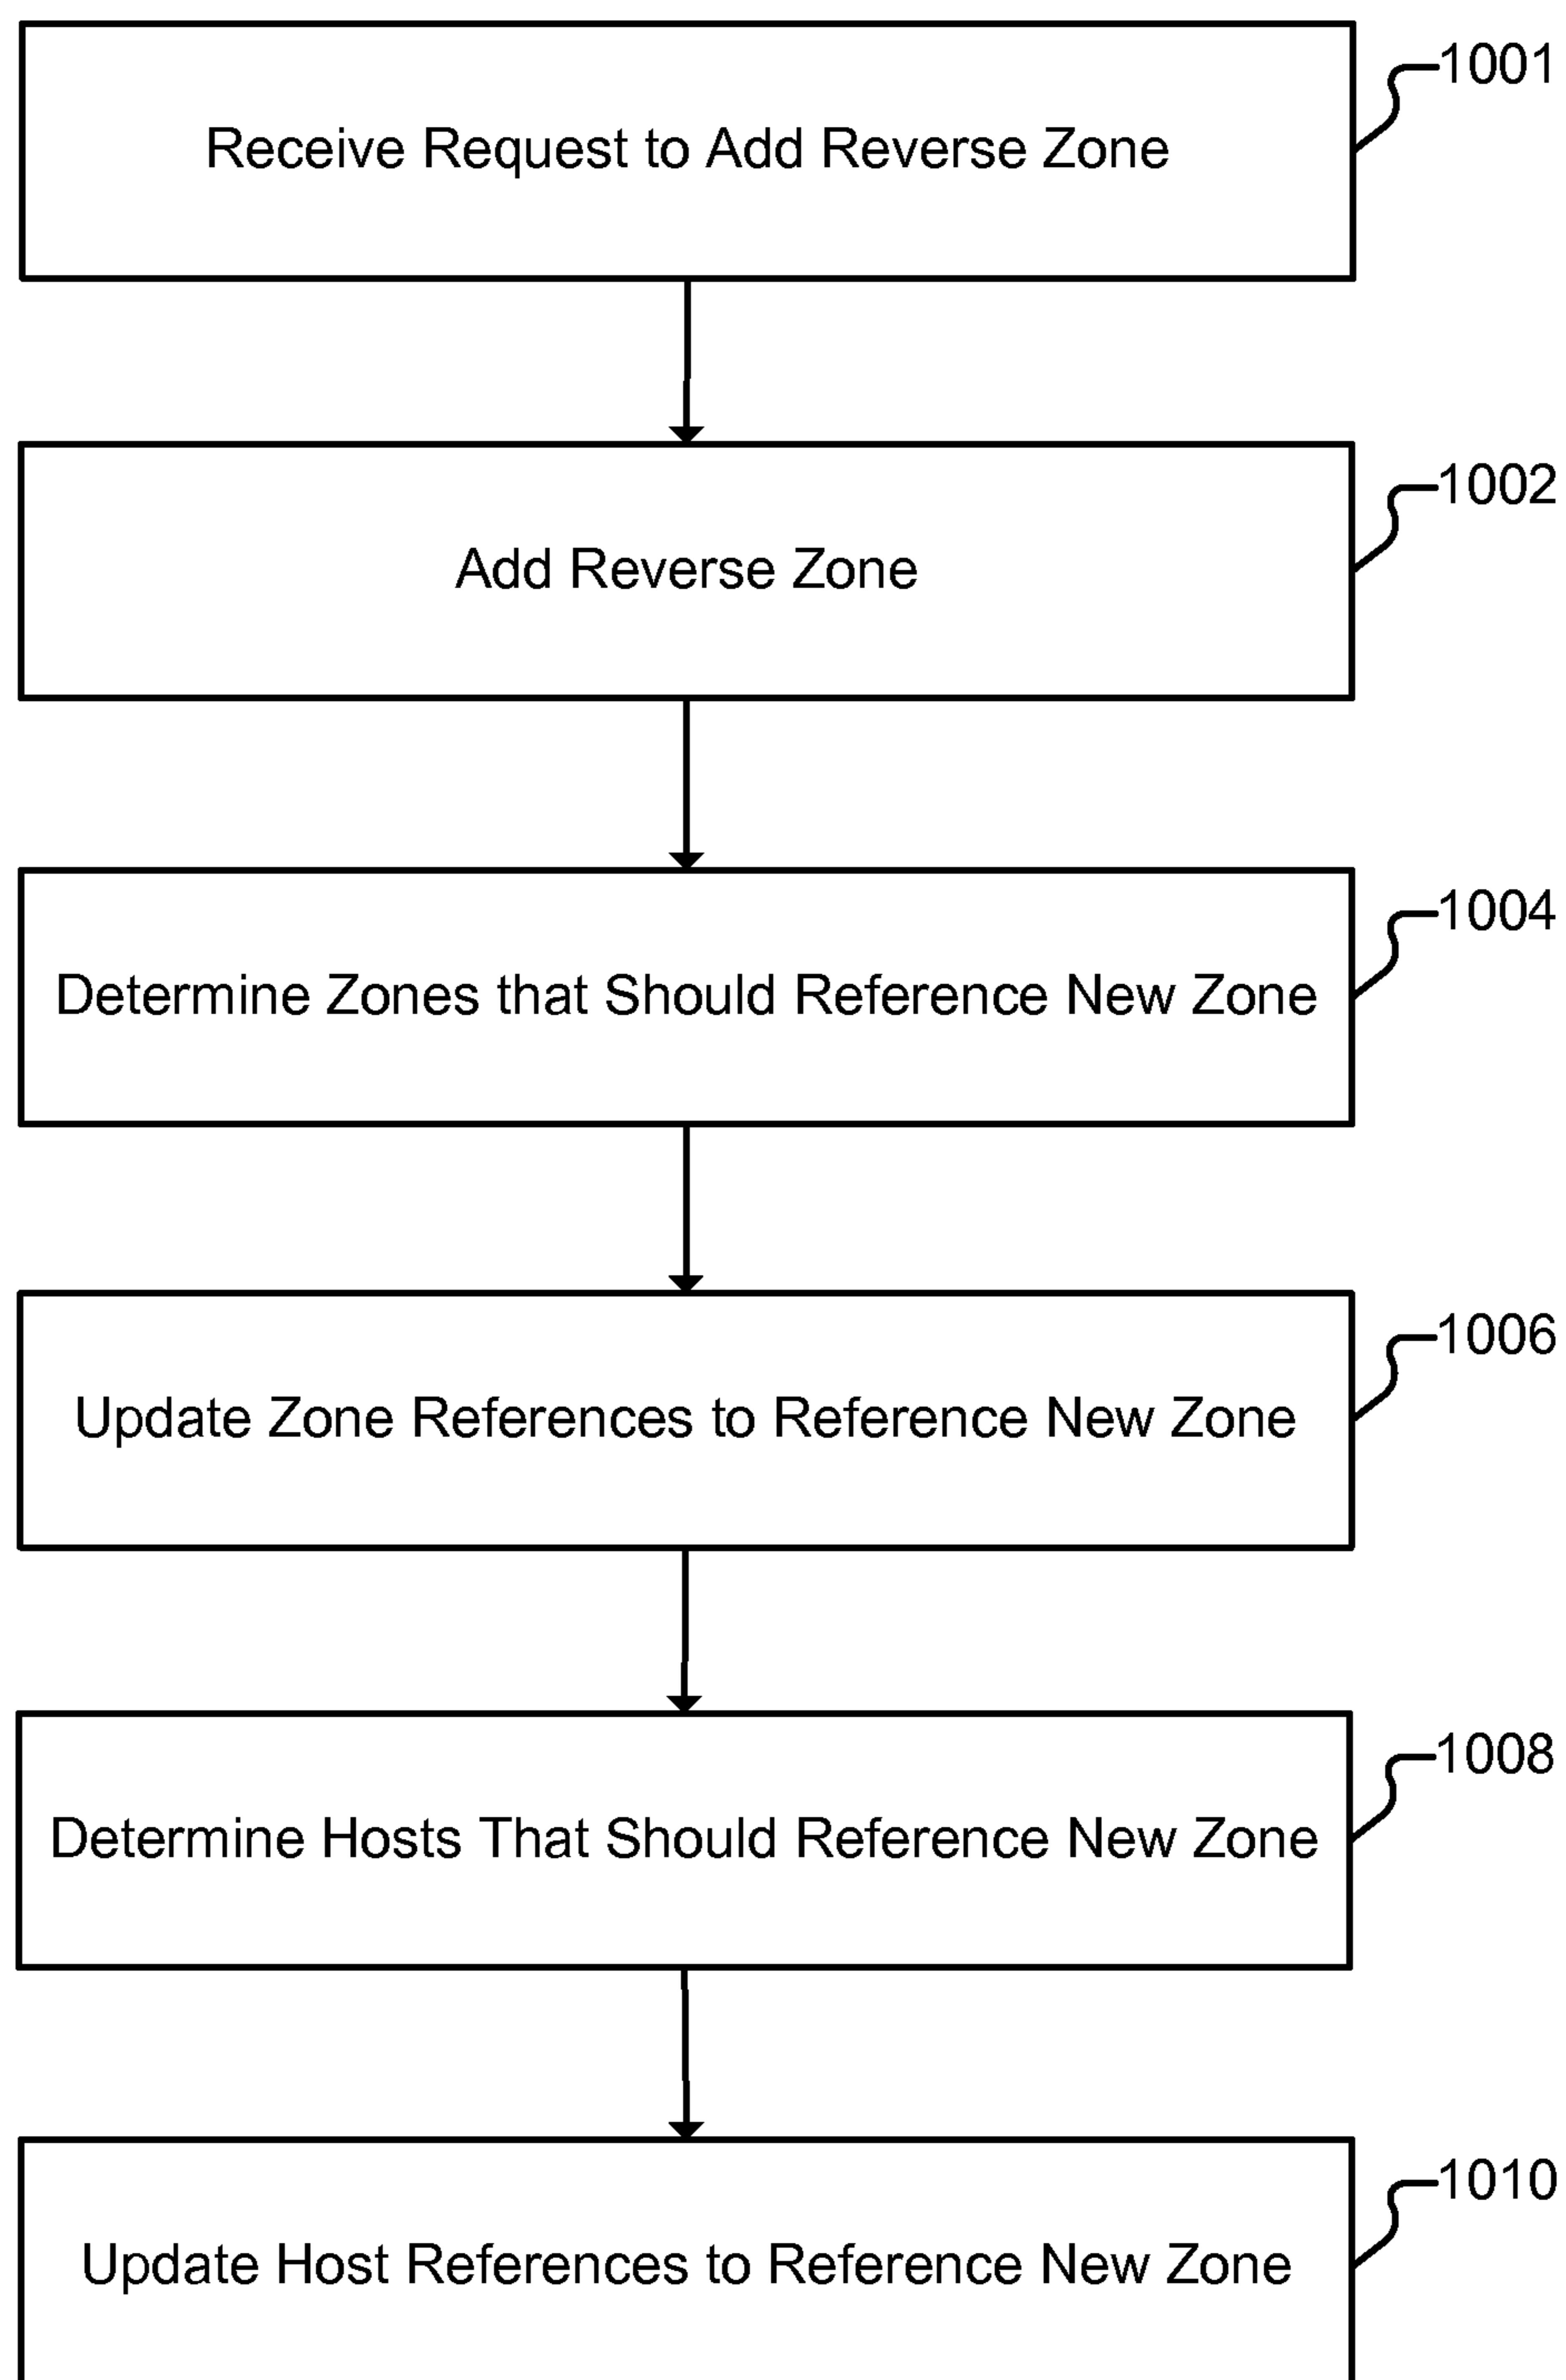 1001
Receive Request to Add Reverse Zone
1002
Add Reverse Zone
1004
Determine Zones that Should Reference New Zone
1006
Update Zone References to Reference New Zone
1008
Determine Hosts That Should Reference New Zone
1010
Update Host References to Reference New Zone